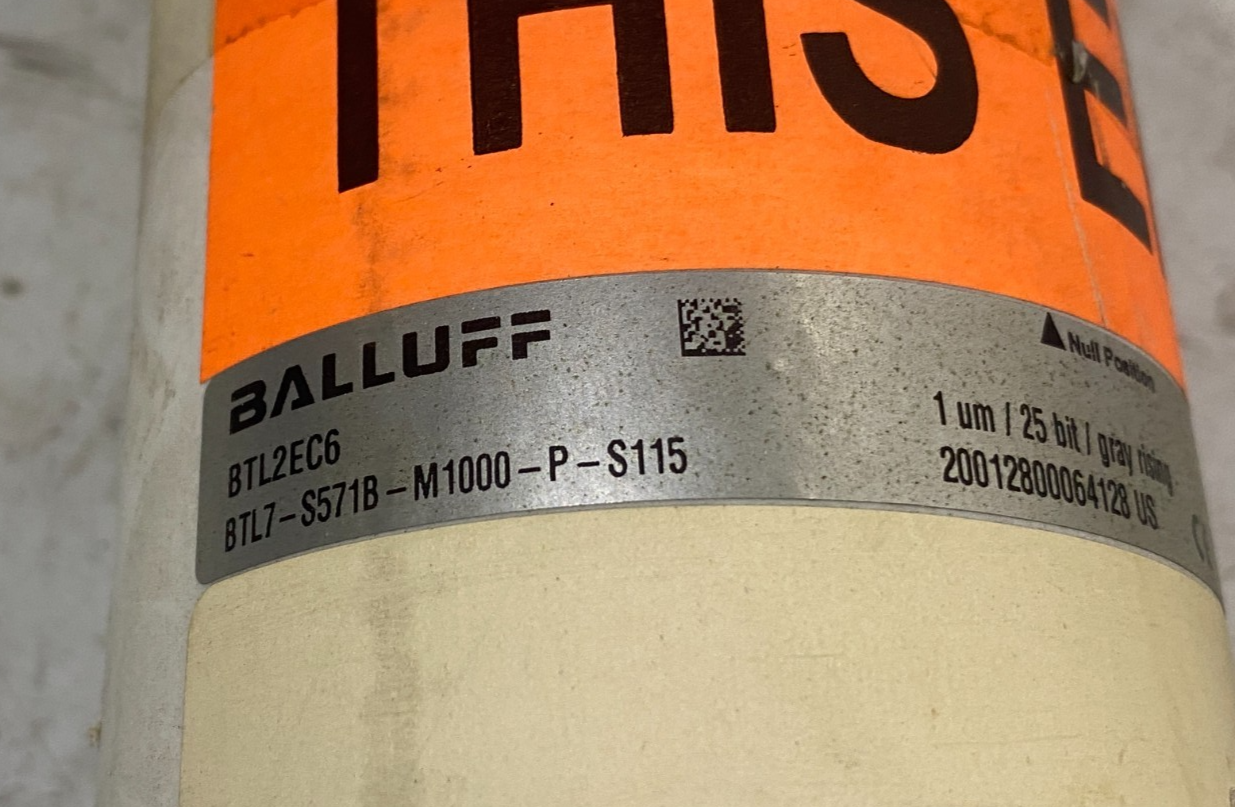 THIS E
BALLUFF
Null Position
BTL2EC6
1 um / 25 bit / gray rising
BTL7-S571B-M1000-P-S115
20012800064128 US